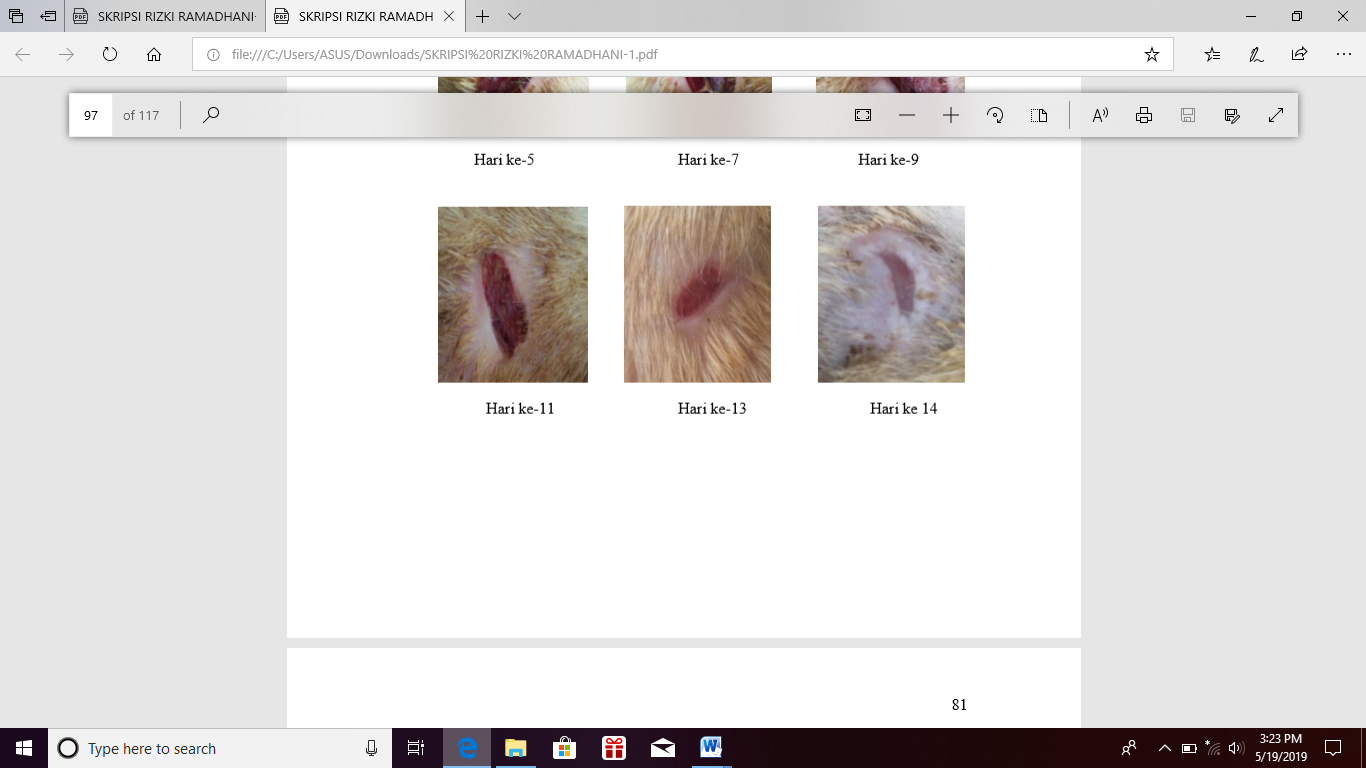 SKRIPSI RIZKI RAMADHANI-
SKRIPSI RIZKI RAMADH
file:///C:/Users/ASUS/Downloads/SKRIPSI%20RIZKI%20RAMADHANI-1.pdf
97 of 117
Hari ke-5 Hari ke-7 Hari ke-9
Hari ke-11 Hari ke-13 Hari ke 14
81
Type here to search
3:23 PM
5/19/2019